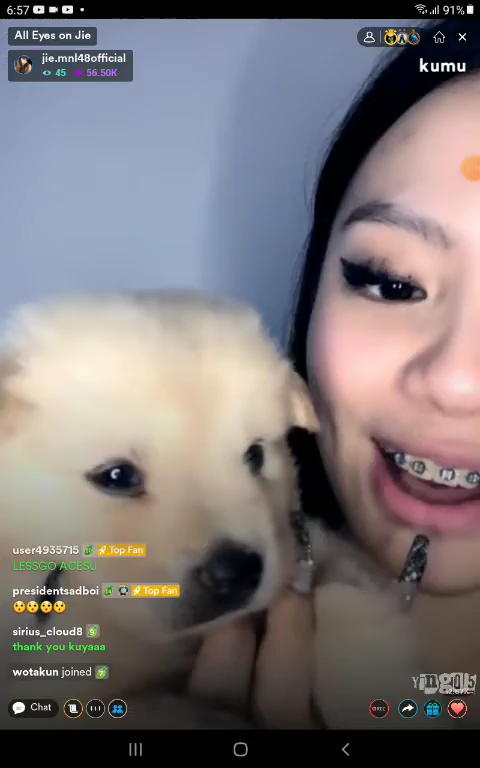 6:57
91%
All Eyes on Jie
jie.mnl48official
45 56.50K
kumu
user4935715 Top Fan
LESSGO ACESU
presidentsadboi Top Fan
sirius_cloud8
thank you kuyaaa
wotakun joined
Chat
REC